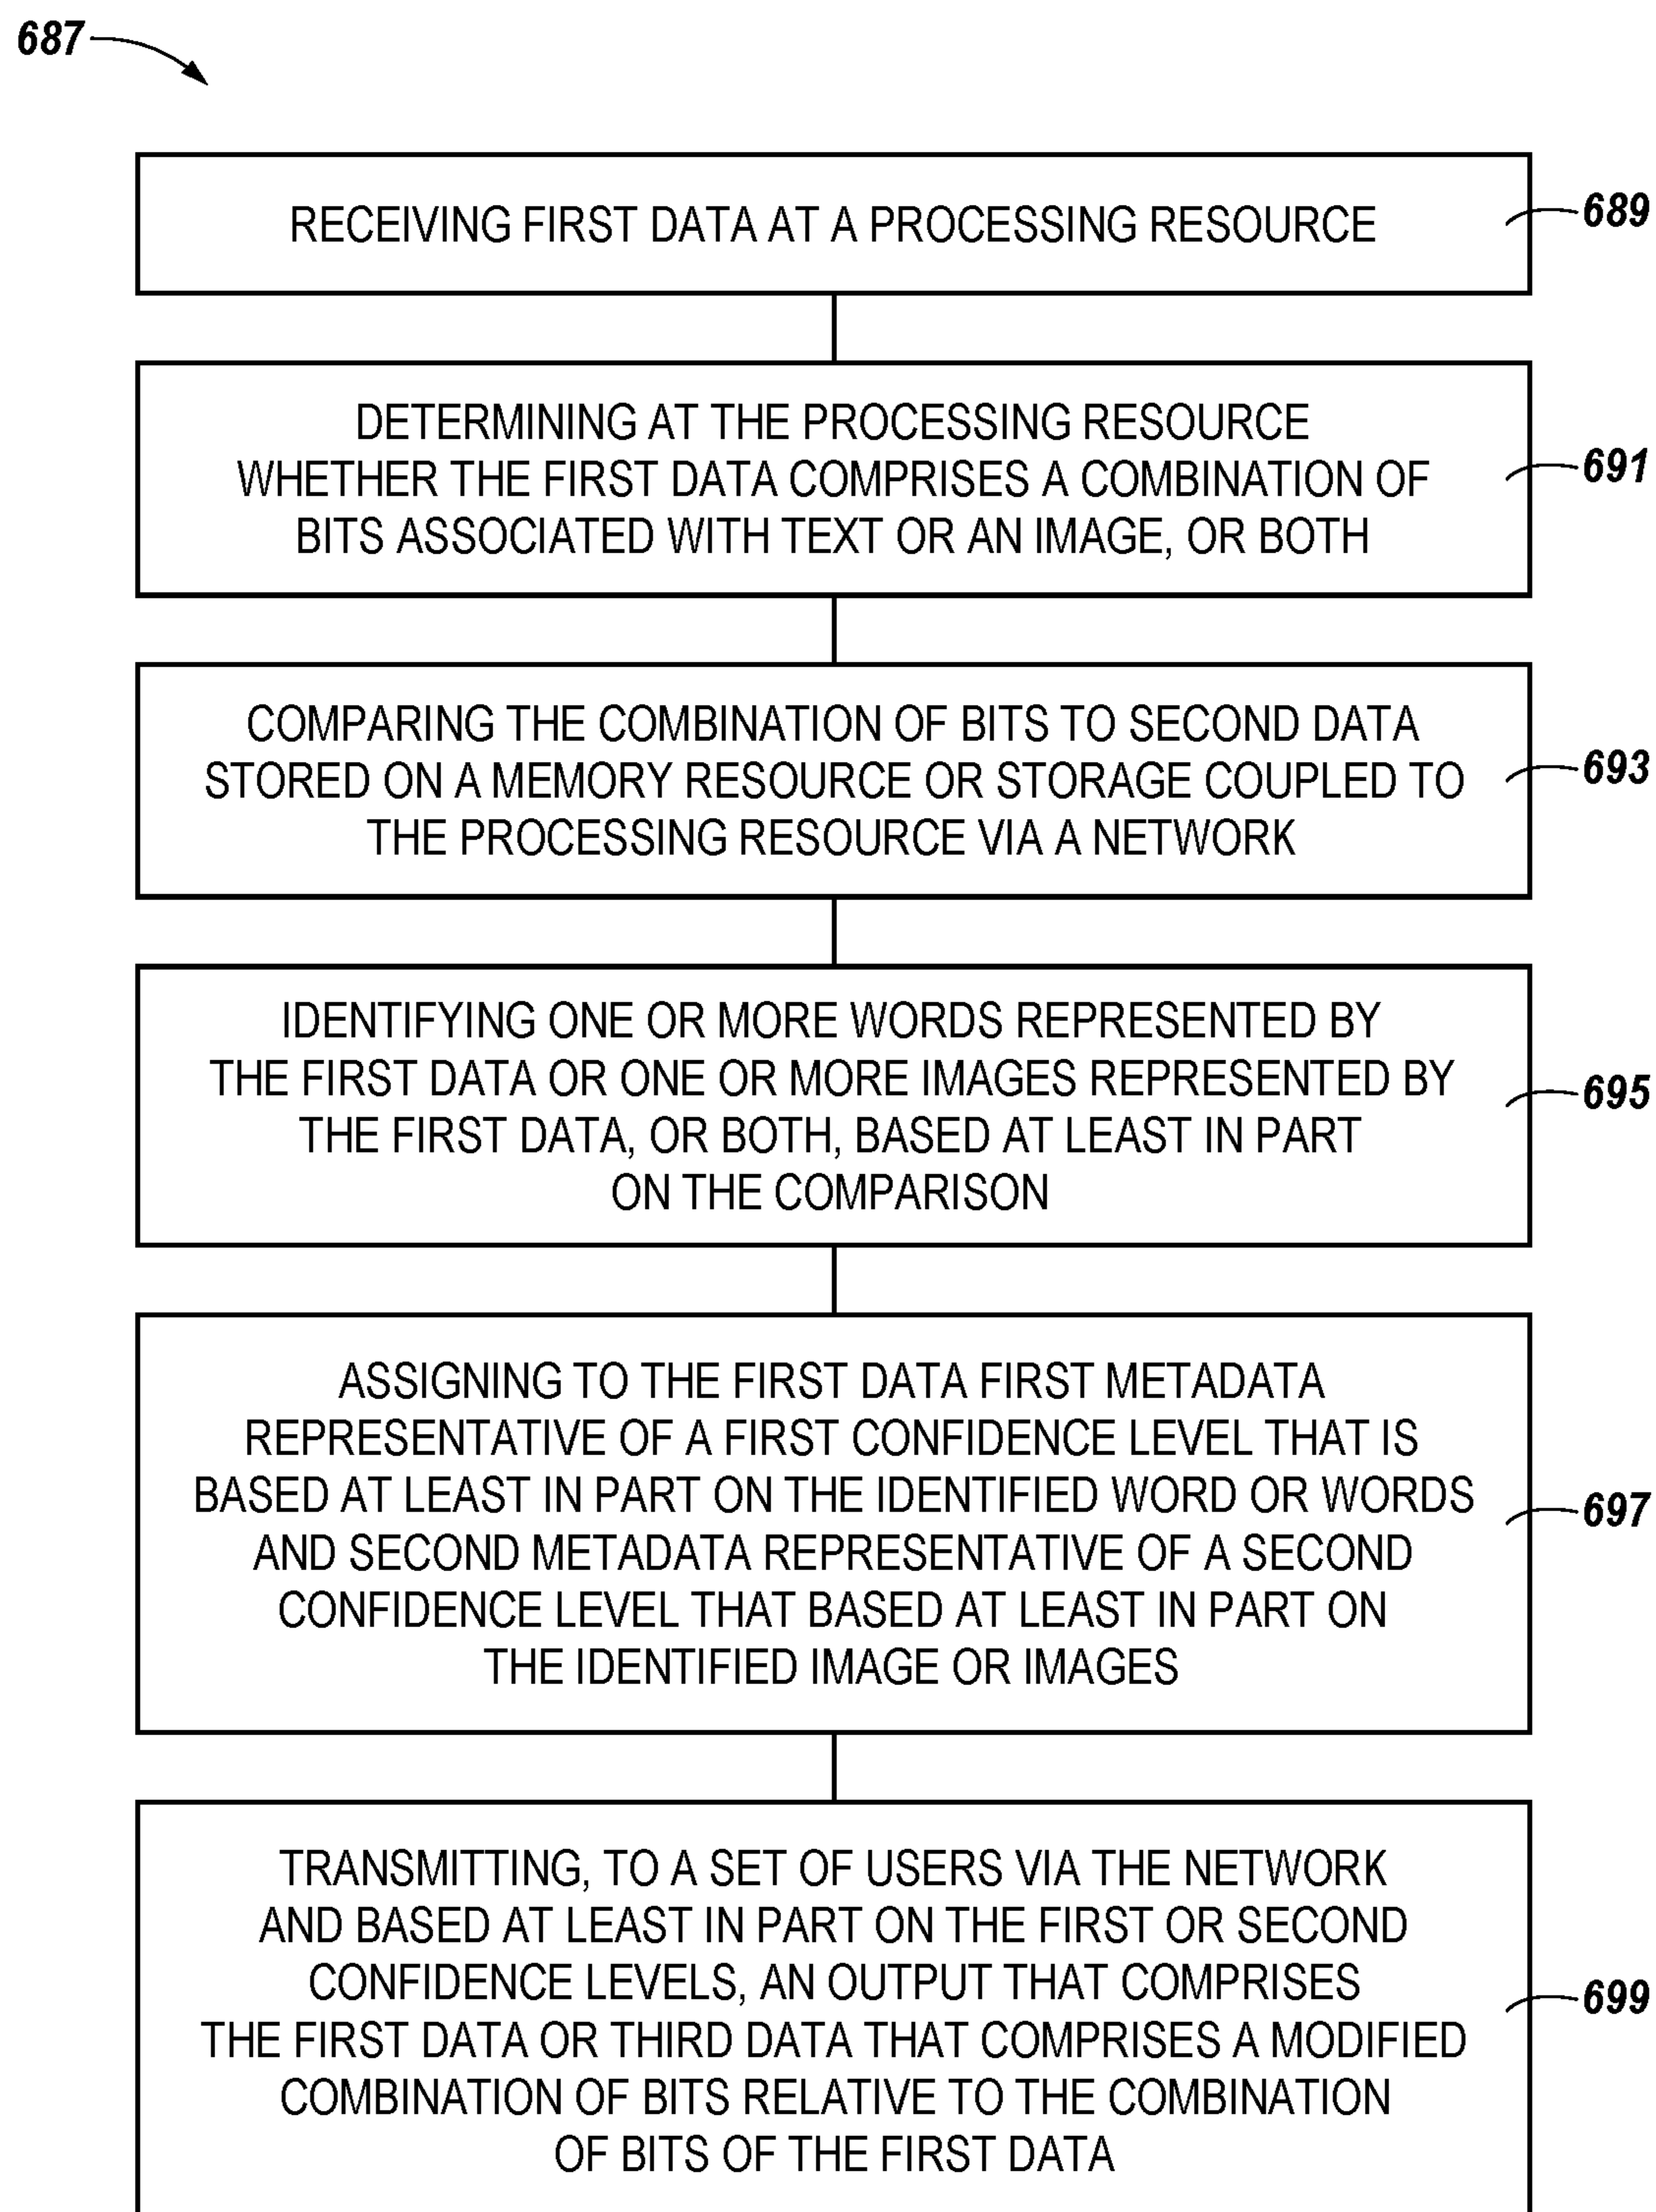 687
RECEIVING FIRST DATA AT A PROCESSING RESOURCE
689
DETERMINING AT THE PROCESSING RESOURCE
WHETHER THE FIRST DATA COMPRISES A COMBINATION OF
BITS ASSOCIATED WITH TEXT OR AN IMAGE, OR BOTH
691
COMPARING THE COMBINATION OF BITS TO SECOND DATA
STORED ON A MEMORY RESOURCE OR STORAGE COUPLED TO
THE PROCESSING RESOURCE VIA A NETWORK
693
IDENTIFYING ONE OR MORE WORDS REPRESENTED BY
THE FIRST DATA OR ONE OR MORE IMAGES REPRESENTED BY
THE FIRST DATA, OR BOTH, BASED AT LEAST IN PART
ON THE COMPARISON
695
ASSIGNING TO THE FIRST DATA FIRST METADATA
REPRESENTATIVE OF A FIRST CONFIDENCE LEVEL THAT IS
BASED AT LEAST IN PART ON THE IDENTIFIED WORD OR WORDS
AND SECOND METADATA REPRESENTATIVE OF A SECOND
CONFIDENCE LEVEL THAT BASED AT LEAST IN PART ON
THE IDENTIFIED IMAGE OR IMAGES
697
TRANSMITTING, TO A SET OF USERS VIA THE NETWORK
AND BASED AT LEAST IN PART ON THE FIRST OR SECOND
CONFIDENCE LEVELS, AN OUTPUT THAT COMPRISES
THE FIRST DATA OR THIRD DATA THAT COMPRISES A MODIFIED
COMBINATION OF BITS RELATIVE TO THE COMBINATION
OF BITS OF THE FIRST DATA
699